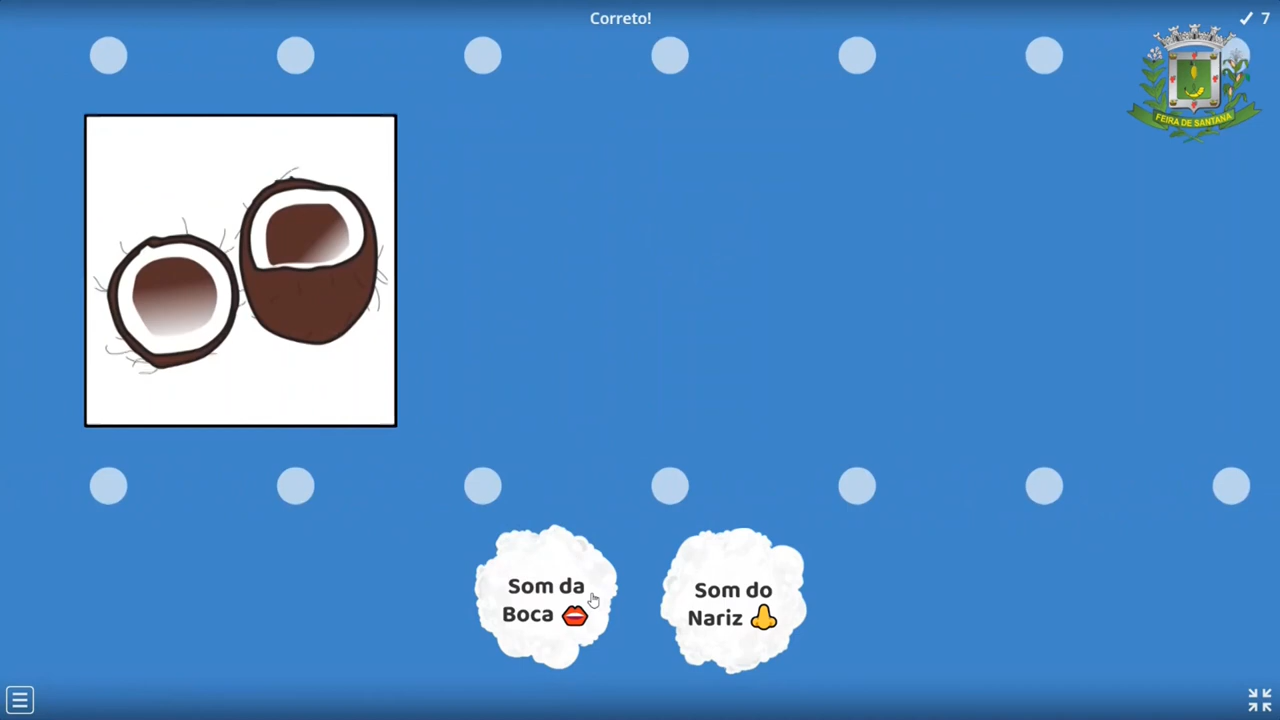 Correto!
✓ 7
FEIRA DE SANTANA
Som da
Boca
Som do
Nariz